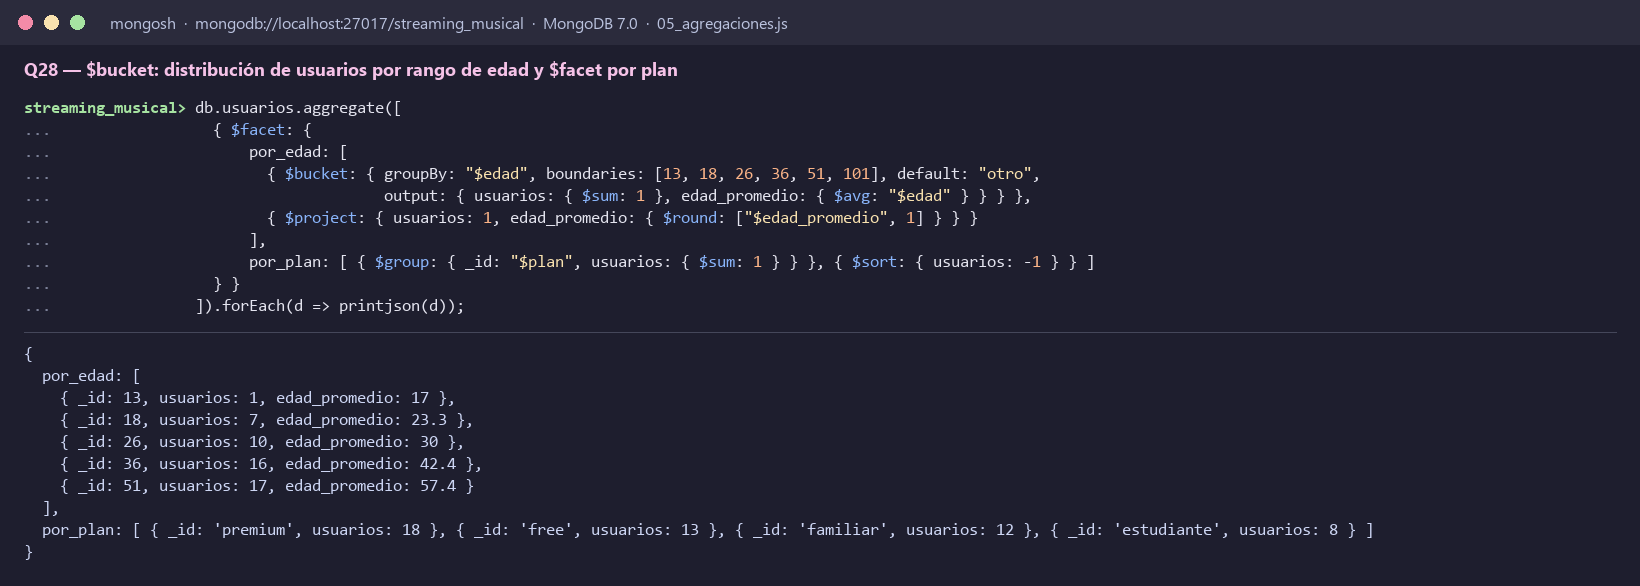 mongosh · mongodb://localhost:27017/streaming_musical · MongoDB 7.0 · 05_agregaciones.js
Q28 — $bucket: distribución de usuarios por rango de edad y $facet por plan
streaming_musical> db.usuarios.aggregate([
...                  { $facet: {
...                      por_edad: [
...                        { $bucket: { groupBy: "$edad", boundaries: [13, 18, 26, 36, 51, 101], default: "otro",
...                                     output: { usuarios: { $sum: 1 }, edad_promedio: { $avg: "$edad" } } } },
...                        { $project: { usuarios: 1, edad_promedio: { $round: ["$edad_promedio", 1] } } }
...                      ],
...                      por_plan: [ { $group: { _id: "$plan", usuarios: { $sum: 1 } } }, { $sort: { usuarios: -1 } } ]
...                  } }
...                ]).forEach(d => printjson(d));
{
  por_edad: [
    { _id: 13, usuarios: 1, edad_promedio: 17 },
    { _id: 18, usuarios: 7, edad_promedio: 23.3 },
    { _id: 26, usuarios: 10, edad_promedio: 30 },
    { _id: 36, usuarios: 16, edad_promedio: 42.4 },
    { _id: 51, usuarios: 17, edad_promedio: 57.4 }
  ],
  por_plan: [ { _id: 'premium', usuarios: 18 }, { _id: 'free', usuarios: 13 }, { _id: 'familiar', usuarios: 12 }, { _id: 'estudiante', usuarios: 8 } ]
}